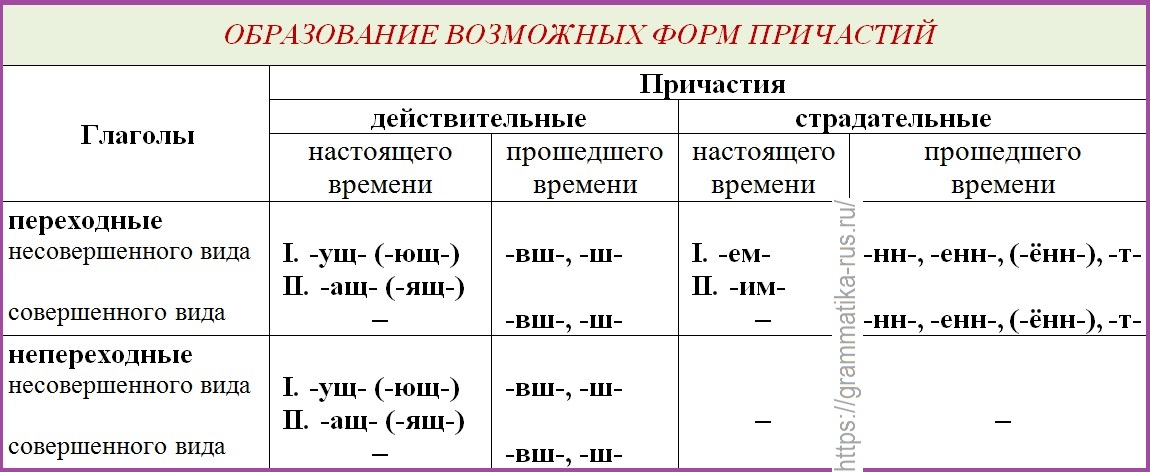 ОБРАЗОВАНИЕ ВОЗМОЖНЫХ ФОРМ ПРИЧАСТИЙ
Глаголы
Причастия
действительные
страдательные
настоящего
времени
прошедшего
времени
настоящего
времени
прошедшего
времени
переходные
несовершенного вида
I. -ущ- (-ющ-)
II. -ащ- (-ящ-)
-вш-, -ш-
I. -ем-
II. -им-
-нн-, -енн-, (-ённ-), -т-
совершенного вида
–
-вш-, -ш-
–
-нн-, -енн-, (-ённ-), -т-
непереходные
несовершенного вида
I. -ущ- (-ющ-)
II. -ащ- (-ящ-)
-вш-, -ш-
–
–
совершенного вида
–
-вш-, -ш-
https://grammatika-rus.ru/